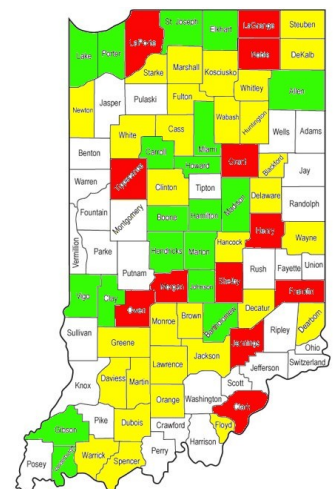 St. Joseph
LaPorte
Elkhart
LaGrange
Steuben
Lake
Porter
Noble
DeKalb
Starke
Marshall
Kosciusko
Whitley
Allen
Newton
Jasper
Pulaski
Fulton
Wabash
Huntington
Wells
Adams
White
Cass
Miami
Benton
Carroll
Howard
Grant
Blackford
Jay
Warren
Tippecanoe
Clinton
Tipton
Delaware
Randolph
Fountain
Montgomery
Boone
Hamilton
Madison
Henry
Wayne
Vermillion
Parke
Putnam
Hendricks
Marion
Hancock
Rush
Fayette
Union
Vigo
Clay
Owen
Morgan
Johnson
Shelby
Franklin
Sullivan
Greene
Monroe
Brown
Bartholomew
Decatur
Dearborn
Ripley
Ohio
Switzerland
Jennings
Jefferson
Jackson
Lawrence
Scott
Knox
Daviess
Martin
Orange
Washington
Clark
Gibson
Pike
Dubois
Crawford
Harrison
Floyd
Posey
Warrick
Spencer
Perry